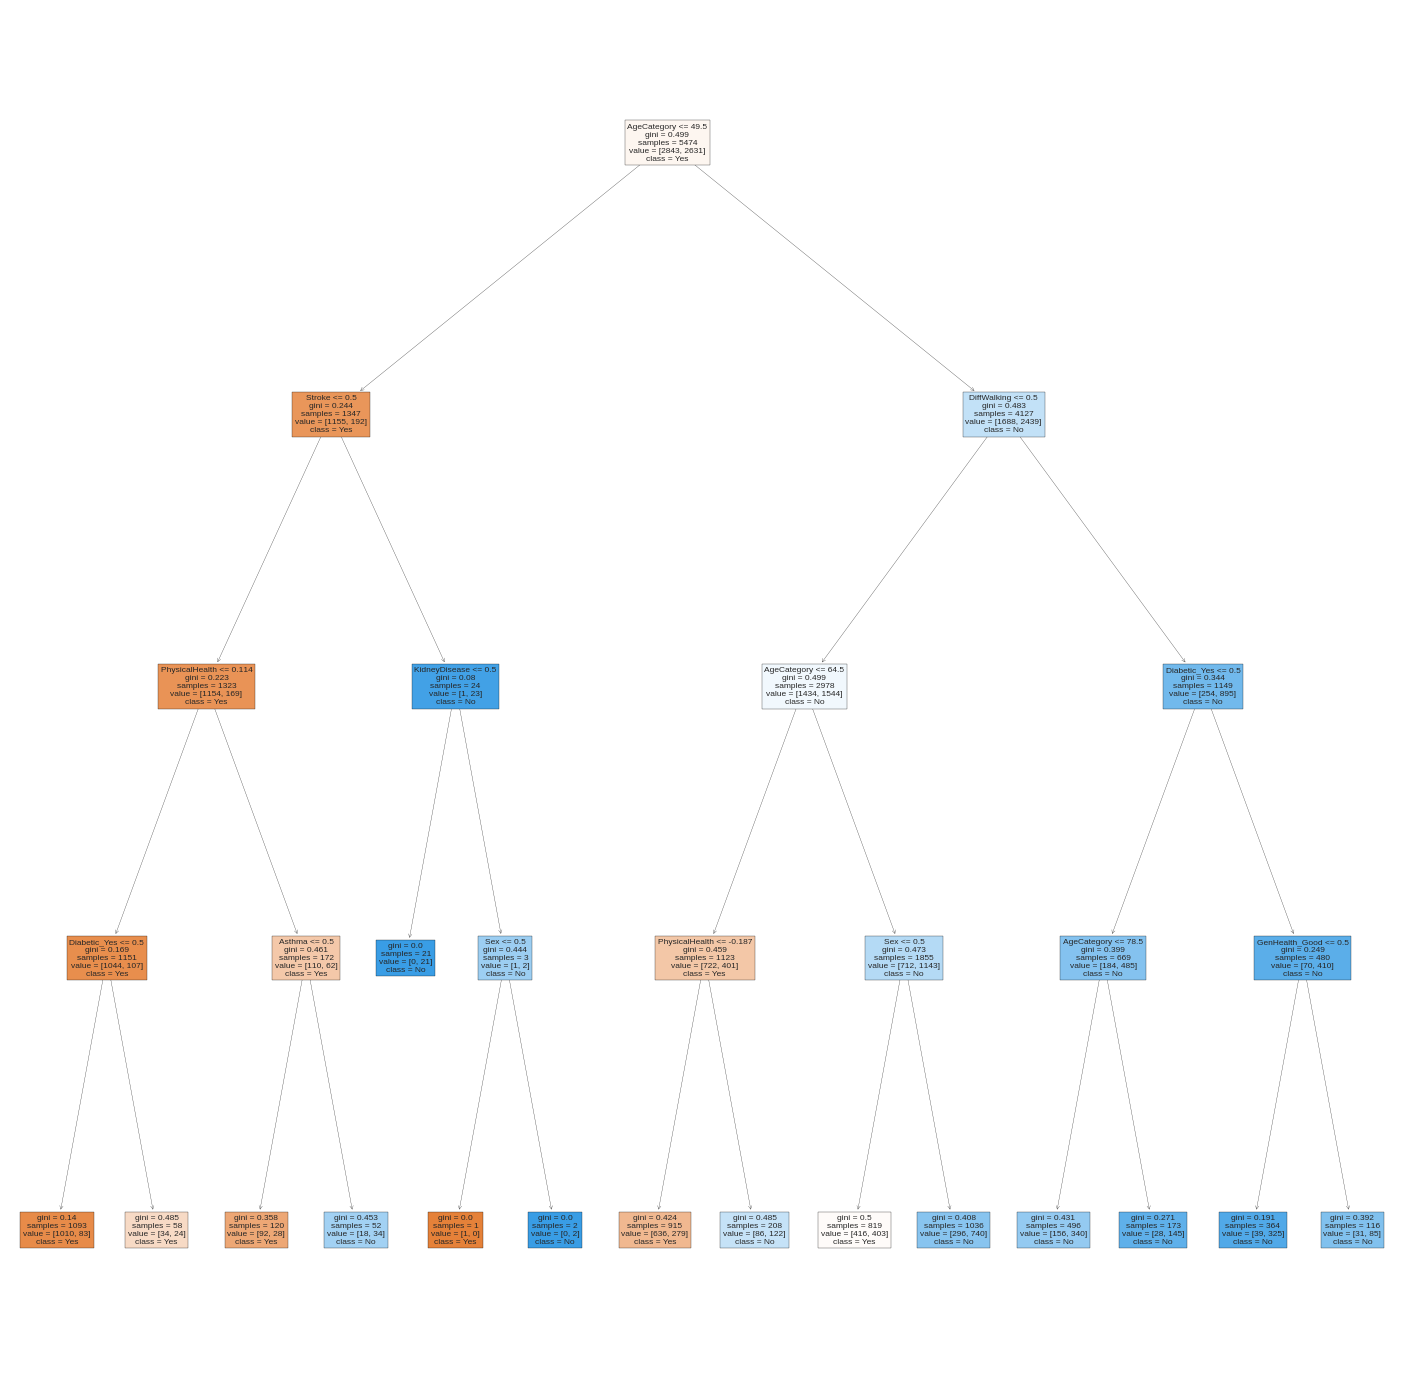 AgeCategory <= 49.5
gini = 0.499
samples = 5474
value = [2843, 2631]
class = Yes
Stroke <= 0.5
gini = 0.244
samples = 1347
value = [1155, 192]
class = Yes
DiffWalking <= 0.5
gini = 0.483
samples = 4127
value = [1688, 2439]
class = No
PhysicalHealth <= 0.114
gini = 0.223
samples = 1323
value = [1154, 169]
class = Yes
KidneyDisease <= 0.5
gini = 0.08
samples = 24
value = [1, 23]
class = No
AgeCategory <= 64.5
gini = 0.499
samples = 2978
value = [1434, 1544]
class = No
Diabetic_Yes <= 0.5
gini = 0.344
samples = 1149
value = [254, 895]
class = No
Diabetic_Yes <= 0.5
gini = 0.169
samples = 1151
value = [1044, 107]
class = Yes
Asthma <= 0.5
gini = 0.461
samples = 172
value = [110, 62]
class = Yes
gini = 0.0
samples = 21
value = [0, 21]
class = No
Sex <= 0.5
gini = 0.444
samples = 3
value = [1, 2]
class = No
PhysicalHealth <= -0.187
gini = 0.459
samples = 1123
value = [722, 401]
class = Yes
Sex <= 0.5
gini = 0.473
samples = 1855
value = [712, 1143]
class = No
AgeCategory <= 78.5
gini = 0.399
samples = 669
value = [184, 485]
class = No
GenHealth_Good <= 0.5
gini = 0.249
samples = 480
value = [70, 410]
class = No
gini = 0.14
samples = 1093
value = [1010, 83]
class = Yes
gini = 0.485
samples = 58
value = [34, 24]
class = Yes
gini = 0.358
samples = 120
value = [92, 28]
class = Yes
gini = 0.453
samples = 52
value = [18, 34]
class = No
gini = 0.0
samples = 1
value = [1, 0]
class = Yes
gini = 0.0
samples = 2
value = [0, 2]
class = No
gini = 0.424
samples = 915
value = [636, 279]
class = Yes
gini = 0.485
samples = 208
value = [86, 122]
class = No
gini = 0.5
samples = 819
value = [416, 403]
class = Yes
gini = 0.408
samples = 1036
value = [296, 740]
class = No
gini = 0.431
samples = 496
value = [156, 340]
class = No
gini = 0.271
samples = 173
value = [28, 145]
class = No
gini = 0.191
samples = 364
value = [39, 325]
class = No
gini = 0.392
samples = 116
value = [31, 85]
class = No